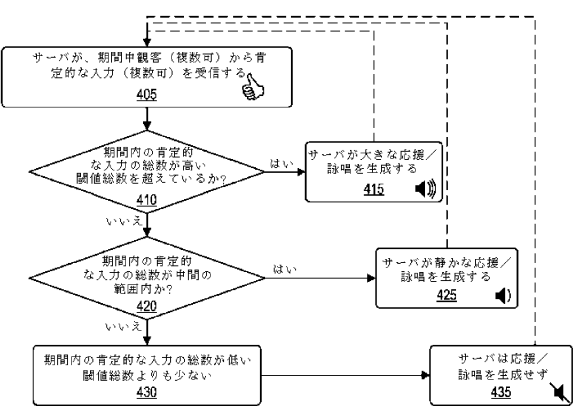 サーバが、期間中観客（複数可）から肯
定的な入力（複数可）を受信する
405
期間内の肯定的
な入力の総数が高い
閾値総数を超えているか?
410
はい
サーバが大きな応援／
詠唱を生成する
415
いいえ
期間内の肯定的
な入力の総数が中間の
範囲内か?
420
はい
サーバが静かな応援／
詠唱を生成する
425
いいえ
期間内の肯定的な入力の総数が低い
閾値総数よりも少ない
430
サーバは応援／
詠唱を生成せず
435